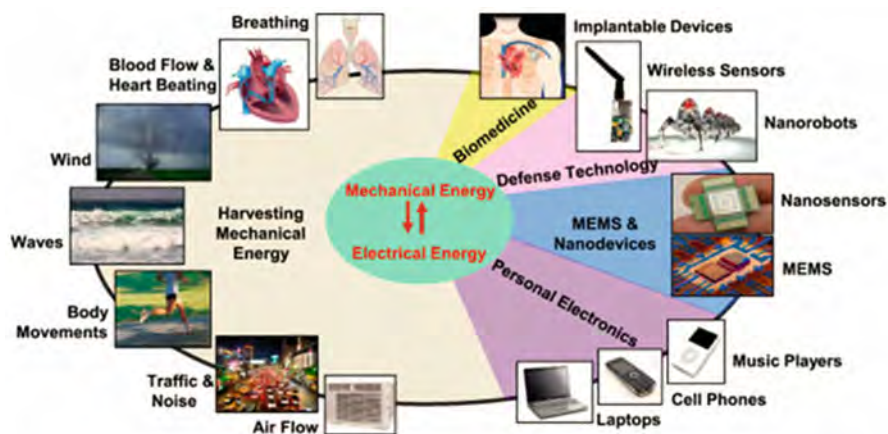 Breathing
Blood Flow &
Heart Beating
Wind
Waves
Body
Movements
Traffic &
Noise
Air Flow
Harvesting
Mechanical
Energy
Mechanical Energy
Electrical Energy
Biomedicine
Defense Technology
MEMS &
Nanodevices
Personal Electronics
Implantable Devices
Wireless Sensors
Nanorobots
Nanosensors
MEMS
Music Players
Cell Phones
Laptops